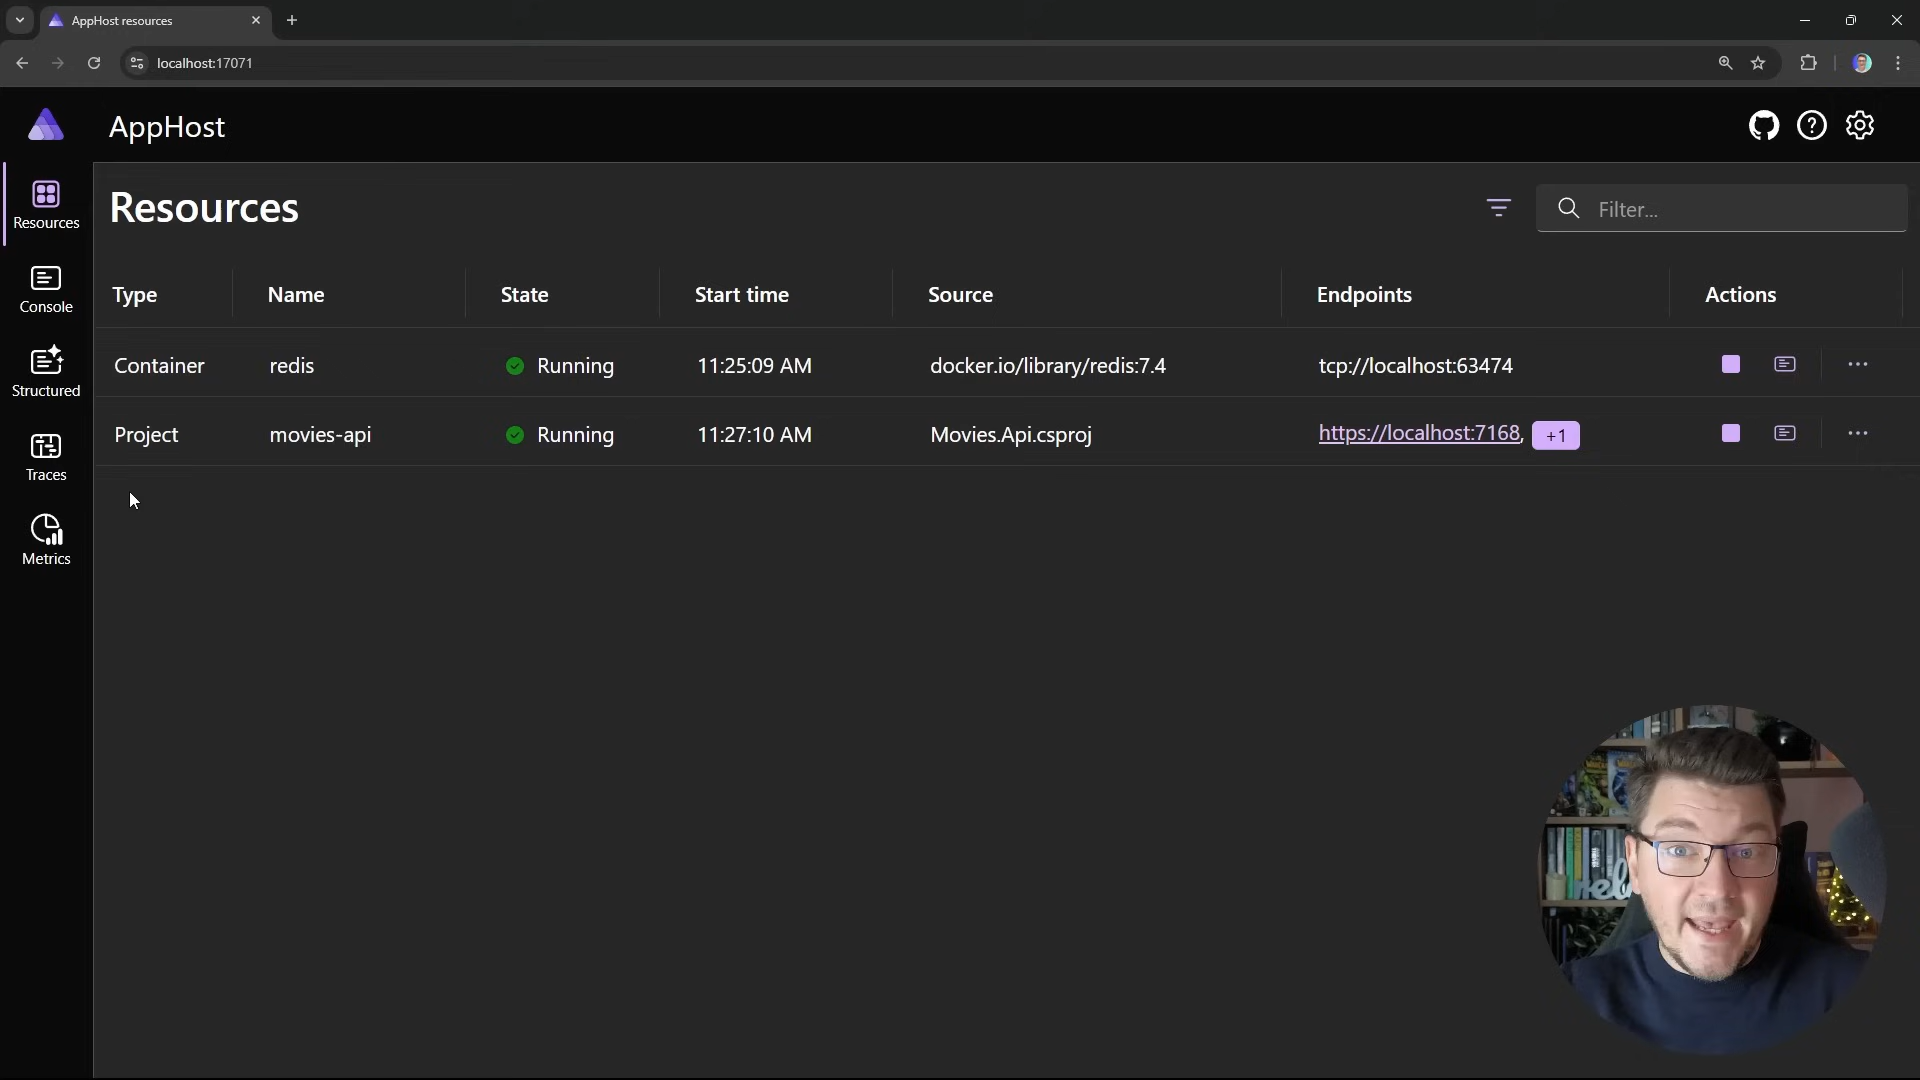 AppHost resources
localhost:17071
AppHost
Resources
Console
Structured
Traces
Metrics
Resources
Filter...
Type Name State Start time Source Endpoints Actions
Container redis Running 11:25:09 AM docker.io/library/redis:7.4 tcp://localhost:63474
Project movies-api Running 11:27:10 AM Movies.Api.csproj https://localhost:7168, +1